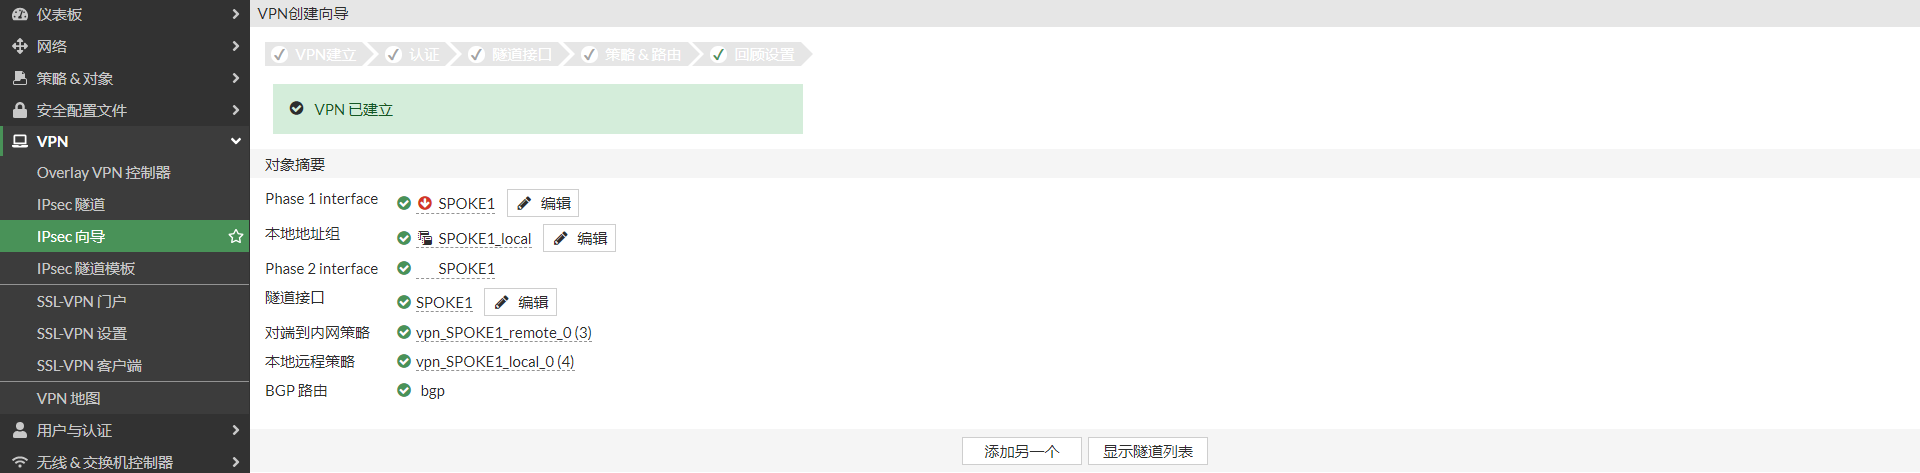 仪表板
网络
策略 & 对象
安全配置文件
VPN
Overlay VPN 控制器
IPsec 隧道
IPsec 向导
IPsec 隧道模板
SSL-VPN 门户
SSL-VPN 设置
SSL-VPN 客户端
VPN 地图
用户与认证
无线 & 交换机控制器
VPN创建向导
VPN建立 认证 隧道接口 策略 & 路由 回顾设置
VPN 已建立
对象摘要
Phase 1 interface SPOKE1 编辑
本地地址组 SPOKE1_local 编辑
Phase 2 interface SPOKE1
隧道接口 SPOKE1 编辑
对端到内网策略 vpn_SPOKE1_remote_0 (3)
本地远程策略 vpn_SPOKE1_local_0 (4)
BGP 路由 bgp
添加另一个 显示隧道列表